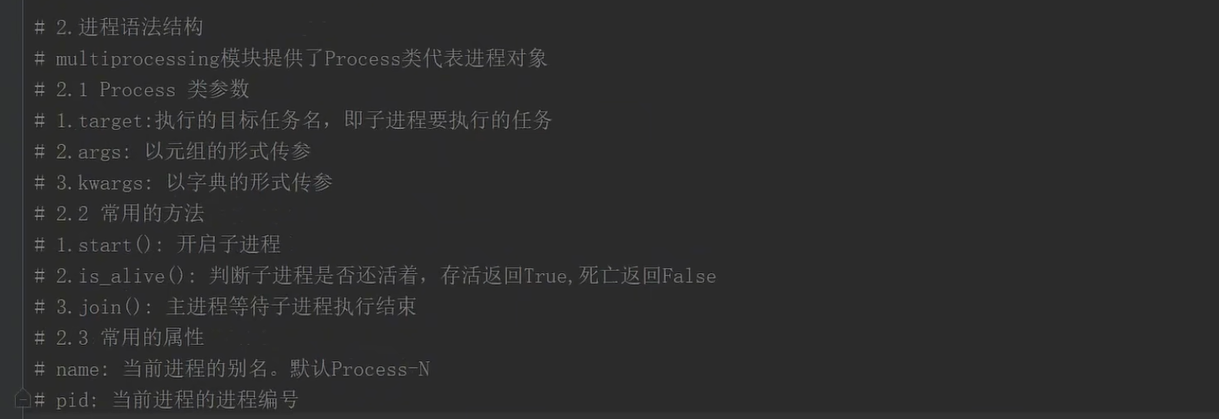 # 2.进程语法结构
# multiprocessing模块提供了Process类代表进程对象
# 2.1 Process 类参数
# 1.target:执行的目标任务名，即子进程要执行的任务
# 2.args: 以元组的形式传参
# 3.kwargs: 以字典的形式传参
# 2.2 常用的方法
# 1.start(): 开启子进程
# 2.is_alive(): 判断子进程是否还活着，存活返回True,死亡返回False
# 3.join(): 主进程等待子进程执行结束
# 2.3 常用的属性
# name: 当前进程的别名。默认Process-N
# pid: 当前进程的进程编号